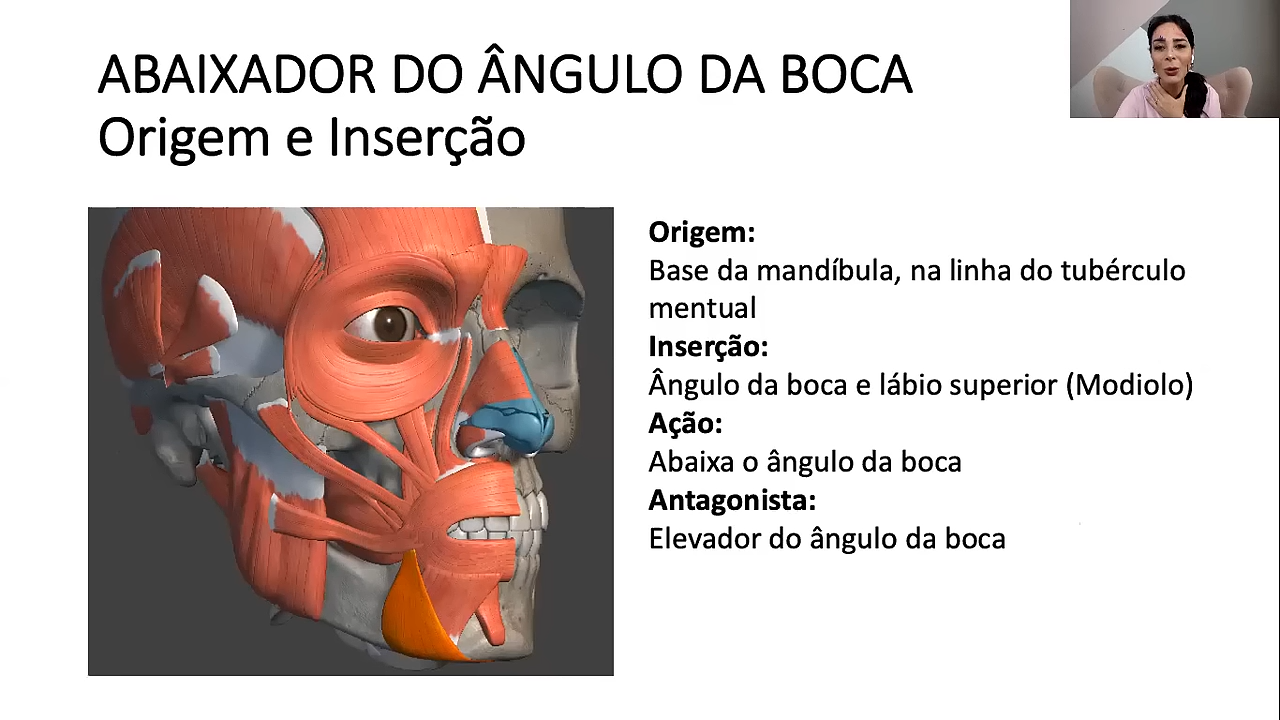 ABAIXADOR DO ÂNGULO DA BOCA
Origem e Inserção
Origem:
Base da mandíbula, na linha do tubérculo
mentual
Inserção:
Ângulo da boca e lábio superior (Modiolo)
Ação:
Abaixa o ângulo da boca
Antagonista:
Elevador do ângulo da boca